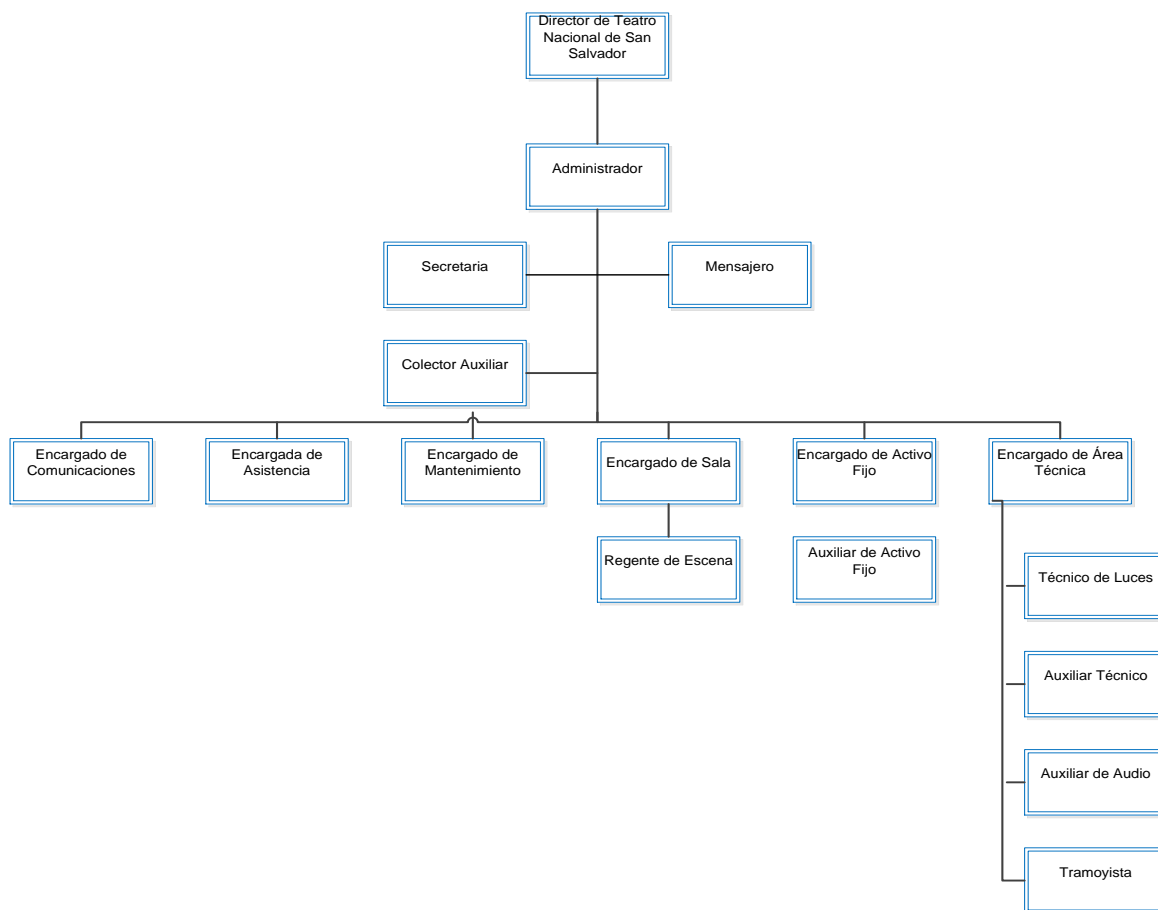 Director de Teatro
Nacional de San
Salvador
Administrador
Secretaria
Mensajero
Colector Auxiliar
Encargado de
Comunicaciones
Encargada de
Asistencia
Encargado de
Mantenimiento
Encargado de Sala
Encargado de Activo
Fijo
Encargado de Área
Técnica
Regente de Escena
Auxiliar de Activo
Fijo
Técnico de Luces
Auxiliar Técnico
Auxiliar de Audio
Tramoyista